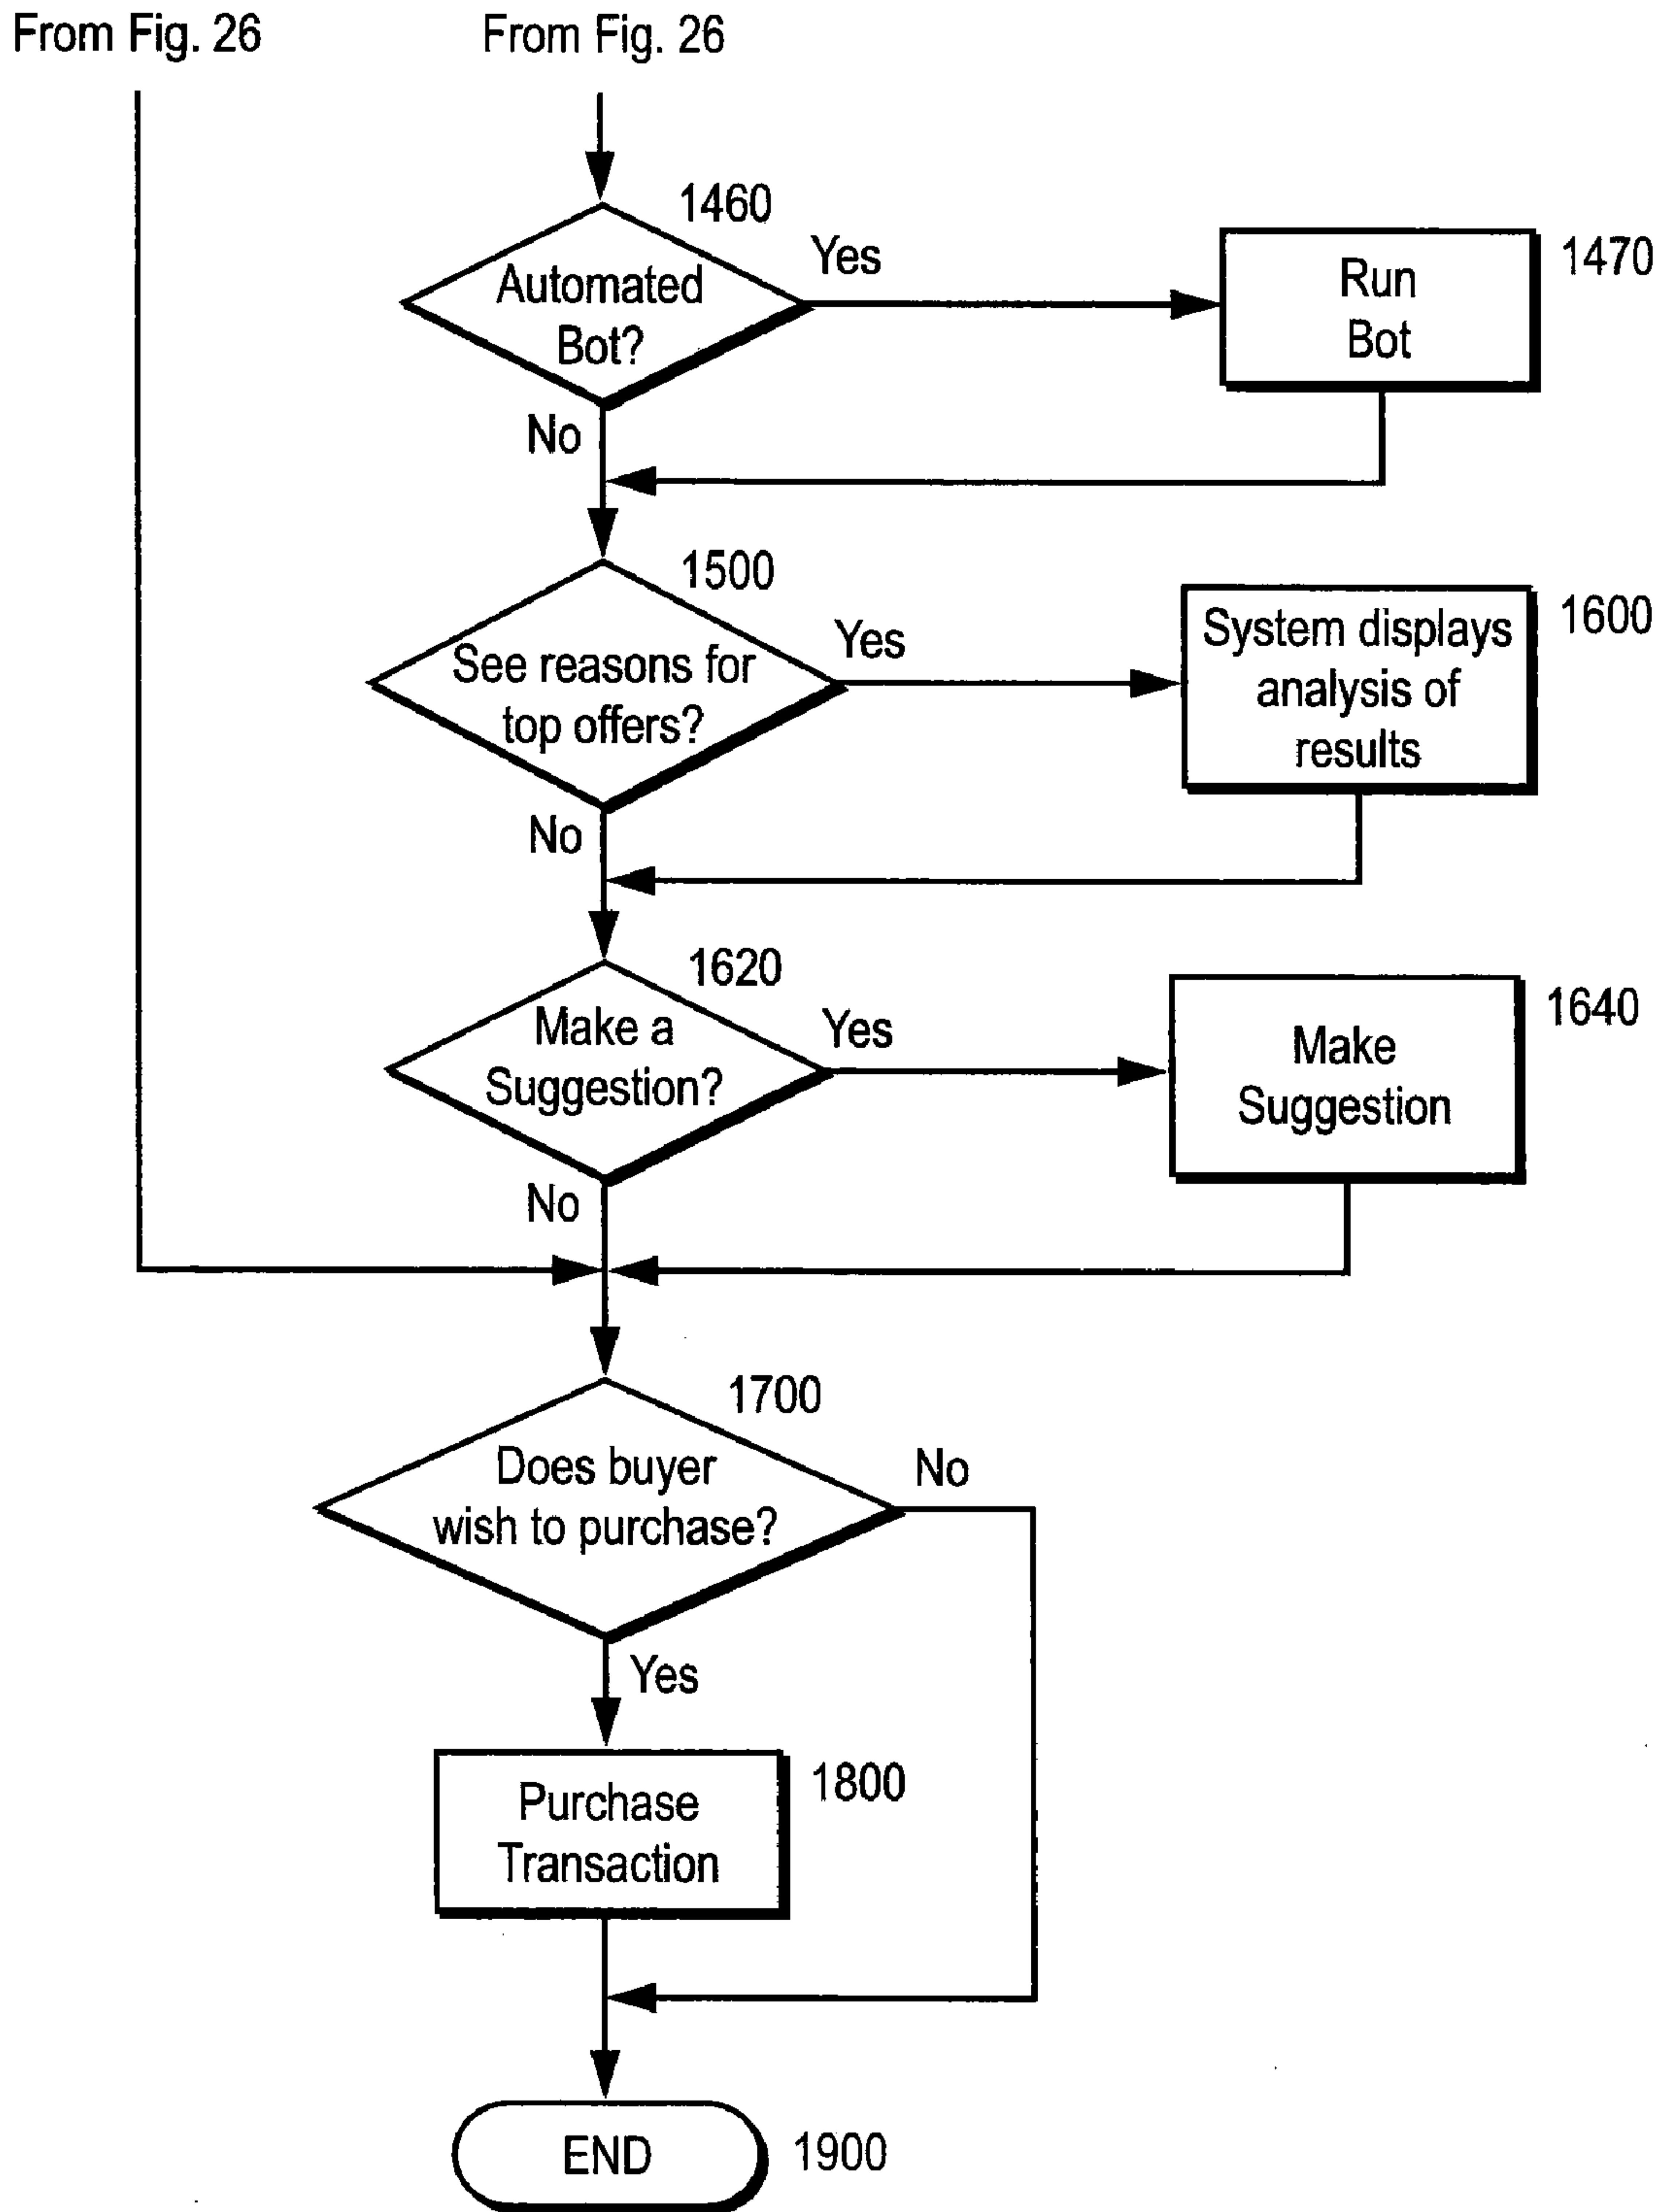 From Fig. 26
From Fig. 26
1460
Automated
Bot?
Yes
No
Run
Bot
1470
1500
See reasons for
top offers?
Yes
No
System displays
analysis of
results
1600
1620
Make a
Suggestion?
Yes
No
Make
Suggestion
1640
1700
Does buyer
wish to purchase?
No
Yes
Purchase
Transaction
1800
END
1900